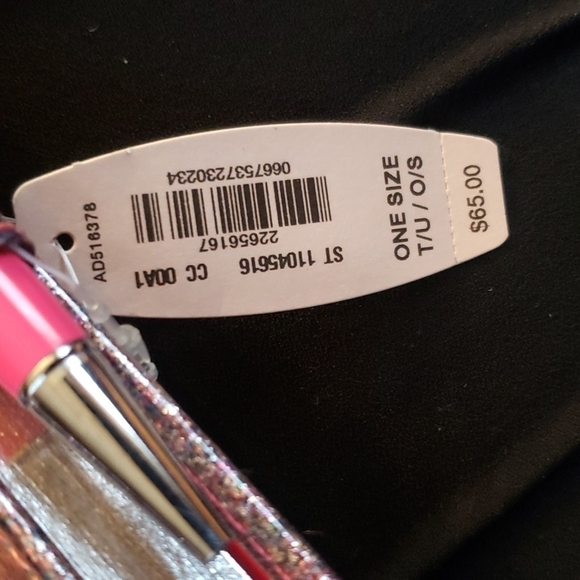 AD516378
0667537230234
22656167
ST 11045616 CC 00A1
ONE SIZE
T/U / O/S
$65.00